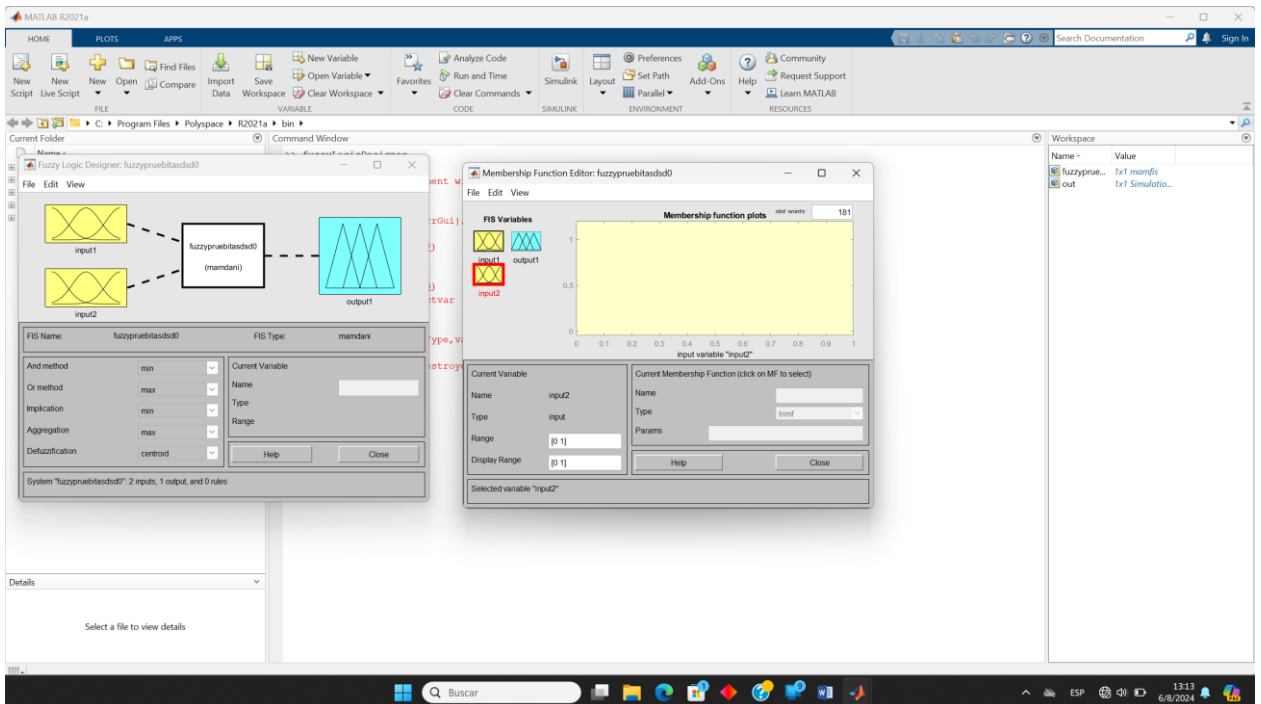 MATLAB R2021a
HOME PLOTS APPS Search Documentation Sign In
New Script
New Live Script
New
Open
Find Files
Compare
Import Data
Save Workspace
New Variable
Open Variable
Clear Workspace
Favorites
Analyze Code
Run and Time
Clear Commands
Simulink
Layout
Preferences
Set Path
Parallel
Add-Ons
Help
Community
Request Support
Learn MATLAB
FILE VARIABLE CODE SIMULINK ENVIRONMENT RESOURCES
C: Program Files Polyspace R2021a bin
Current Folder
Name
Command Window
ent w
rGui)
tvar
ype,v
stroy
Workspace
Name Value
fuzzyprue... 1x1 mamfis
out 1x1 Simulatio...
Fuzzy Logic Designer: fuzzypruebitasdsd0
File Edit View
input1
input2
fuzzypruebitasdsd0
(mamdani)
output1
FIS Name: fuzzypruebitasdsd0 FIS Type: mamdani
And method min
Or method max
Implication min
Aggregation max
Defuzzification centroid
Current Variable
Name
Type
Range
Help Close
System "fuzzypruebitasdsd0": 2 inputs, 1 output, and 0 rules
Membership Function Editor: fuzzypruebitasdsd0
File Edit View
FIS Variables
input1 output1
input2
Membership function plots plot points: 181
1
0.5
0
0 0.1 0.2 0.3 0.4 0.5 0.6 0.7 0.8 0.9 1
input variable "input2"
Current Variable
Name input2
Type input
Range [0 1]
Display Range [0 1]
Current Membership Function (click on MF to select)
Name
Type trimf
Params
Help Close
Selected variable "input2"
Details
Select a file to view details
Buscar
1
9
ESP
13:13
6/8/2024